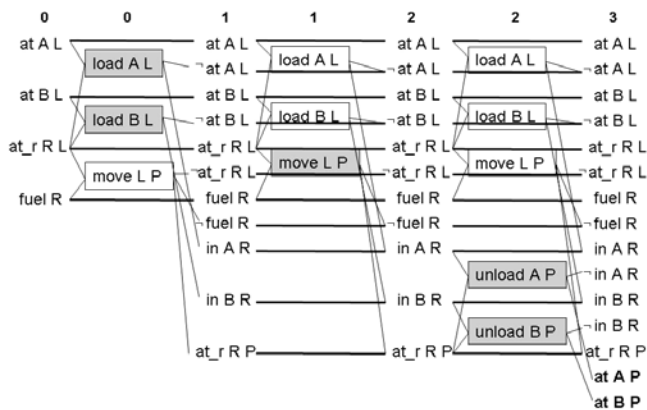 0 0 1 1 2 2 3
at A L at A L at A L at A L
load A L load A L load A L
¬ at A L ¬ at A L ¬ at A L
at B L at B L at B L at B L
load B L load B L load B L
¬ at B L ¬ at B L ¬ at B L
at_r R L at_r R L at_r R L at_r R L
move L P move L P move L P
¬ at_r R L ¬ at_r R L ¬ at_r R L
fuel R fuel R fuel R fuel R
¬ fuel R ¬ fuel R ¬ fuel R
in A R in A R in A R
unload A P ¬ in A R
in B R in B R in B R
unload B P ¬ in B R
at_r R P at_r R P at_r R P
at A P
at B P